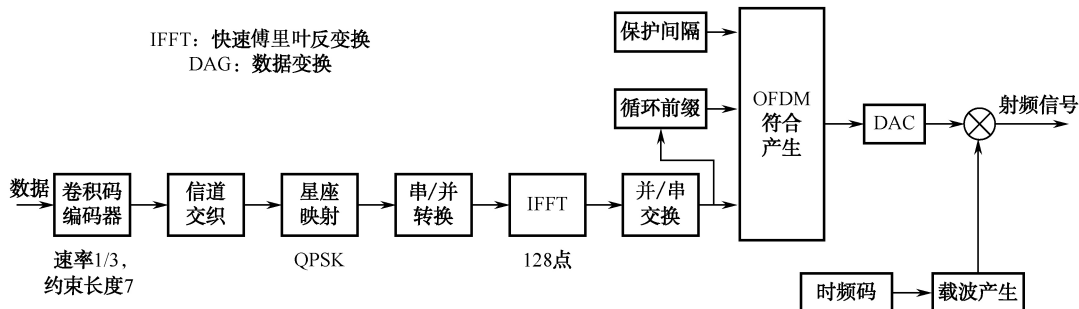 IFFT：快速傅里叶反变换
DAG：数据变换
保护间隔
循环前缀
OFDM
符合
产生
DAC
射频信号
数据
卷积码
编码器
信道
交织
星座
映射
串/并
转换
IFFT
并/串
交换
速率1/3，
约束长度7
QPSK
128点
时频码
载波产生